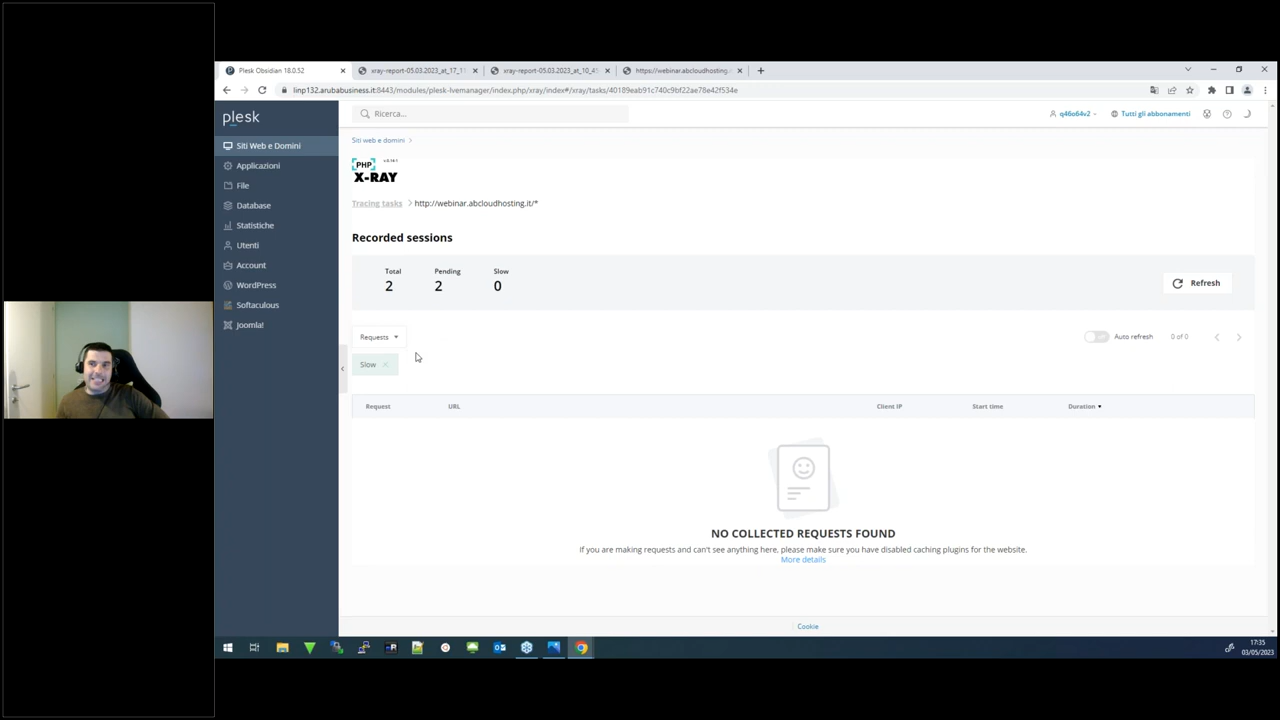 Plesk Obsidian 18.0.52
xray-report-05.03.2023_at_17_1
xray-report-05.03.2023_at_10_4
https://webinar.abcloudhosting.
linp132.arubabusiness.it:8443/modules/plesk-lvemanager/index.php/xray/index#/xray/tasks/40189eab91c740c9bf22ae78e42f534e
plesk
Ricerca...
q46o64v2
Tutti gli abbonamenti
Siti Web e Domini
Applicazioni
File
Database
Statistiche
Utenti
Account
WordPress
Softaculous
Joomla!
Siti web e domini >
PHP
X-RAY
Tracing tasks > http://webinar.abcloudhosting.it/*
Recorded sessions
Total Pending Slow
2 2 0
Refresh
Requests
Auto refresh 0 of 0
Slow
Request URL Client IP Start time Duration
NO COLLECTED REQUESTS FOUND
If you are making requests and can't see anything here, please make sure you have disabled caching plugins for the website.
More details
Cookie
17:35
03/05/2023